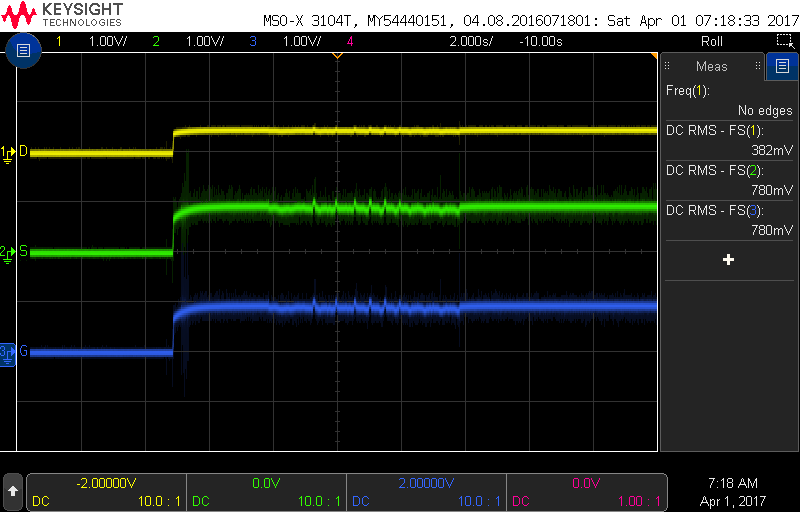 KEYSIGHT
TECHNOLOGIES
MSO-X 3104T, MY54440151, 04.08.2016071801: Sat Apr 01 07:18:33 2017
1 1.00V/ 2 1.00V/ 3 1.00V/ 4 2.000s/ -10.00s Roll
Meas
Freq(1):
No edges
DC RMS - FS(1):
382mV
DC RMS - FS(2):
780mV
DC RMS - FS(3):
780mV
1 D
2 S
3 G
-2.00000V 0.0V 2.00000V 0.0V
DC 10.0 : 1 DC 10.0 : 1 DC 10.0 : 1 DC 1.00 : 1
7:18 AM
Apr 1, 2017